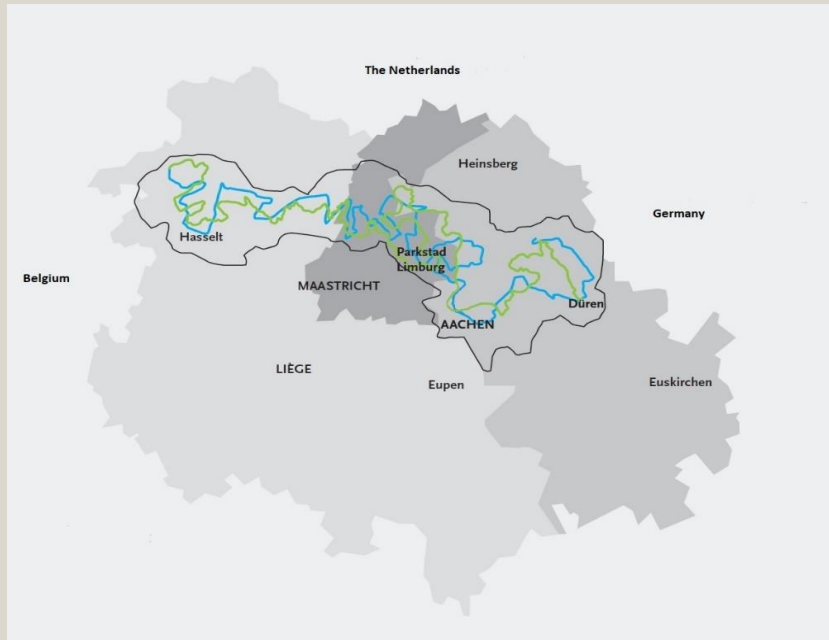 The Netherlands
Heinsberg
Germany
Hasselt
Parkstad
Limburg
Belgium
MAASTRICHT
Düren
AACHEN
LIÈGE
Eupen
Euskirchen